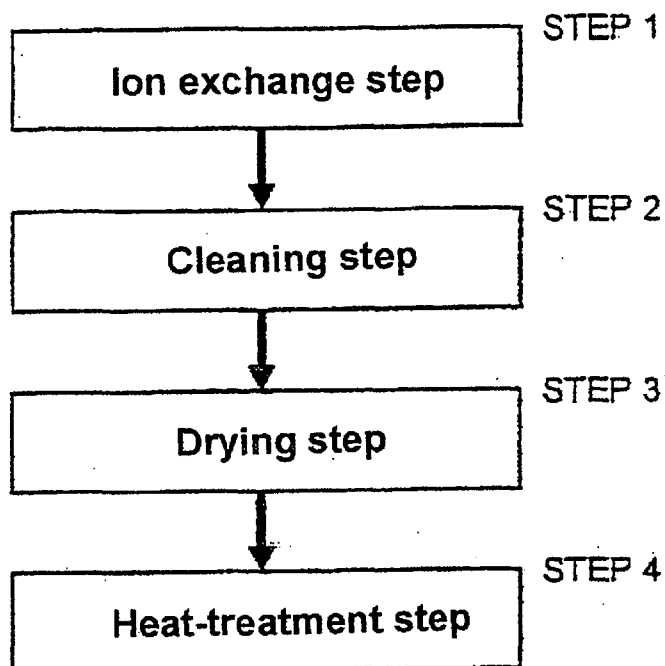 STEP 1
Ion exchange step
STEP 2
Cleaning step
STEP 3
Drying step
STEP 4
Heat-treatment step